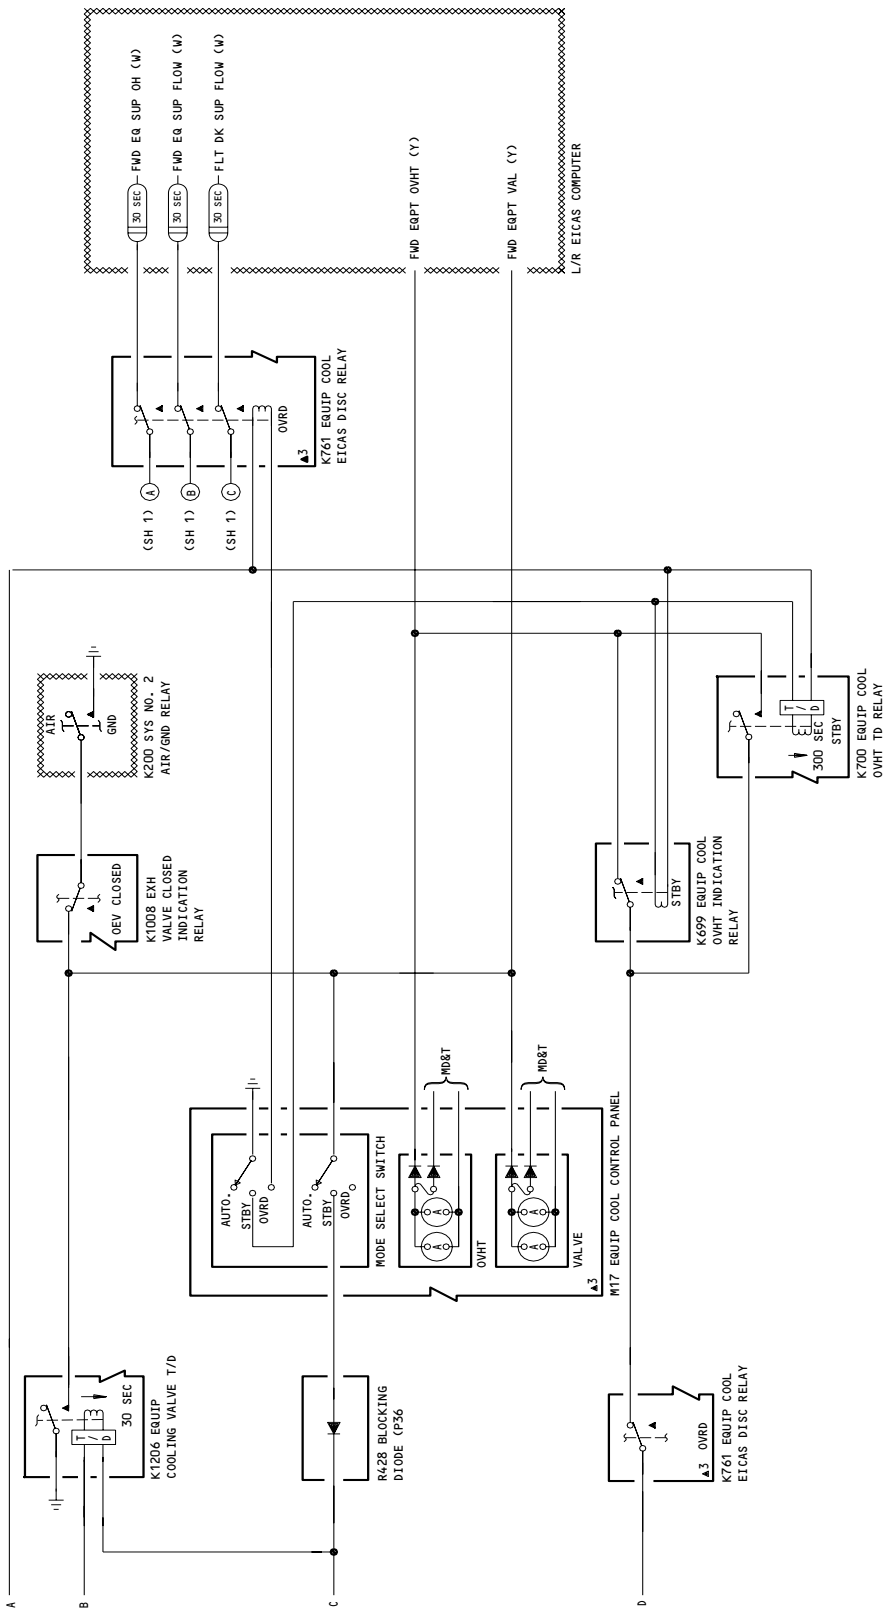 FWD EQ SUP OH (W)
FWD EQ SUP FLOW (W)
FLT DK SUP FLOW (W)
30 SEC
30 SEC
30 SEC
FWD EQPT OVHT (Y)
FWD EQPT VAL (Y)
L/R EICAS COMPUTER
OVRD
3
K761 EQUIP COOL
EICAS DISC RELAY
(SH 1) A
(SH 1) B
(SH 1) C
AIR
GND
K200 SYS NO. 2
AIR/GND RELAY
T / D
300 SEC
STBY
K700 EQUIP COOL
OVHT TD RELAY
OEV CLOSED
K1008 EXH
VALVE CLOSED
INDICATION
RELAY
STBY
K699 EQUIP COOL
OVHT INDICATION
RELAY
MD&T
MD&T
AUTO.
STBY
OVRD
AUTO.
STBY
OVRD
MODE SELECT SWITCH
A
A
OVHT
A
A
VALVE
3
M17 EQUIP COOL CONTROL PANEL
T / D
30 SEC
K1206 EQUIP
COOLING VALVE T/D
R428 BLOCKING
DIODE (P36
3 OVRD
K761 EQUIP COOL
EICAS DISC RELAY
A
B
C
D